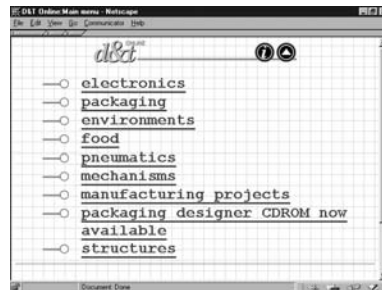 D&T Online Main menu - Netscape
File Edit View Go Communicator Help
d&t ONLINE
electronics
packaging
environments
food
pneumatics
mechanisms
manufacturing projects
packaging designer CDROM now
available
structures
Document: Done